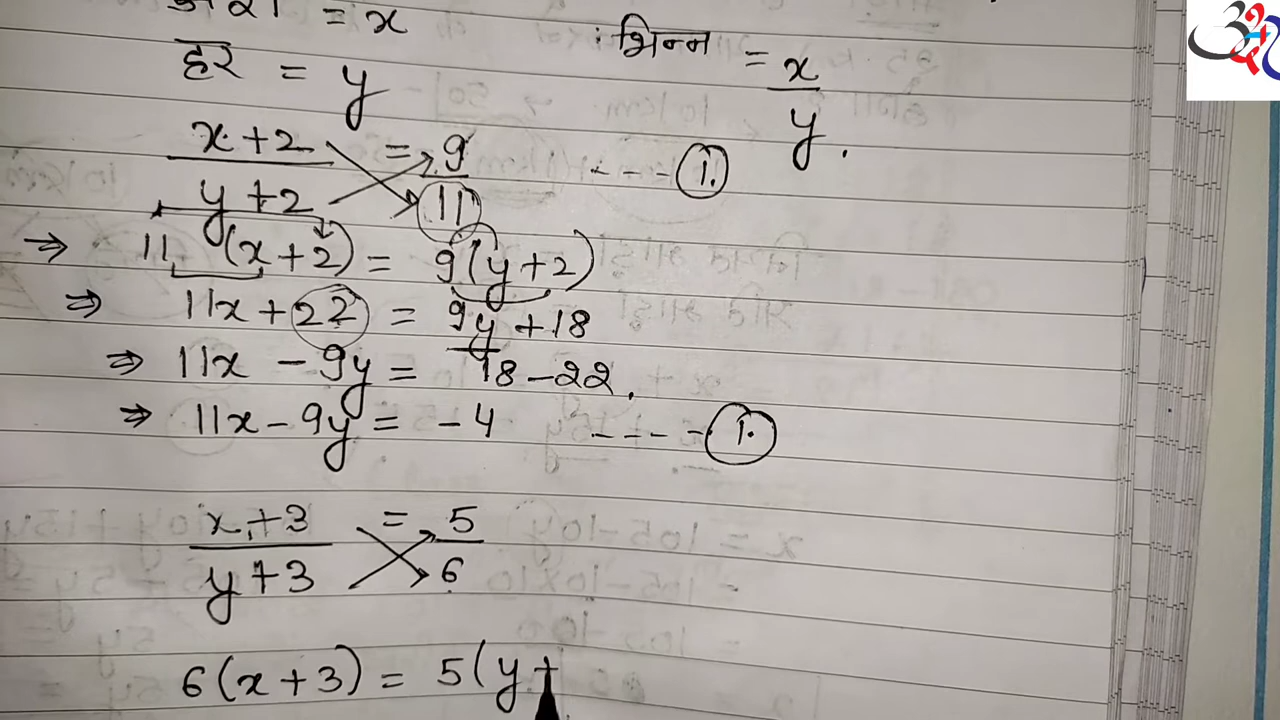 = x
हर = y
∴ भिन्न = x/y.
(x+2)/(y+2) = 9/11 ---- ①.
⇒ 11 (x+2) = 9(y+2)
⇒ 11x + 22 = 9y + 18
⇒ 11x - 9y = 18-22.
⇒ 11x - 9y = -4 ---- ①.
(x+3)/(y+3) = 5/6
6(x+3) = 5(y+